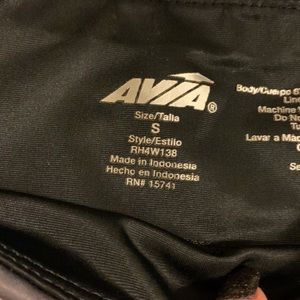 AVIA®
Size/Talla
S
Style/Estilo
RH4W138
Made in Indonesia
Hecho en Indonesia
RN# 15741
Body/Cuerpo
Machine
Do No
Lavar a Má